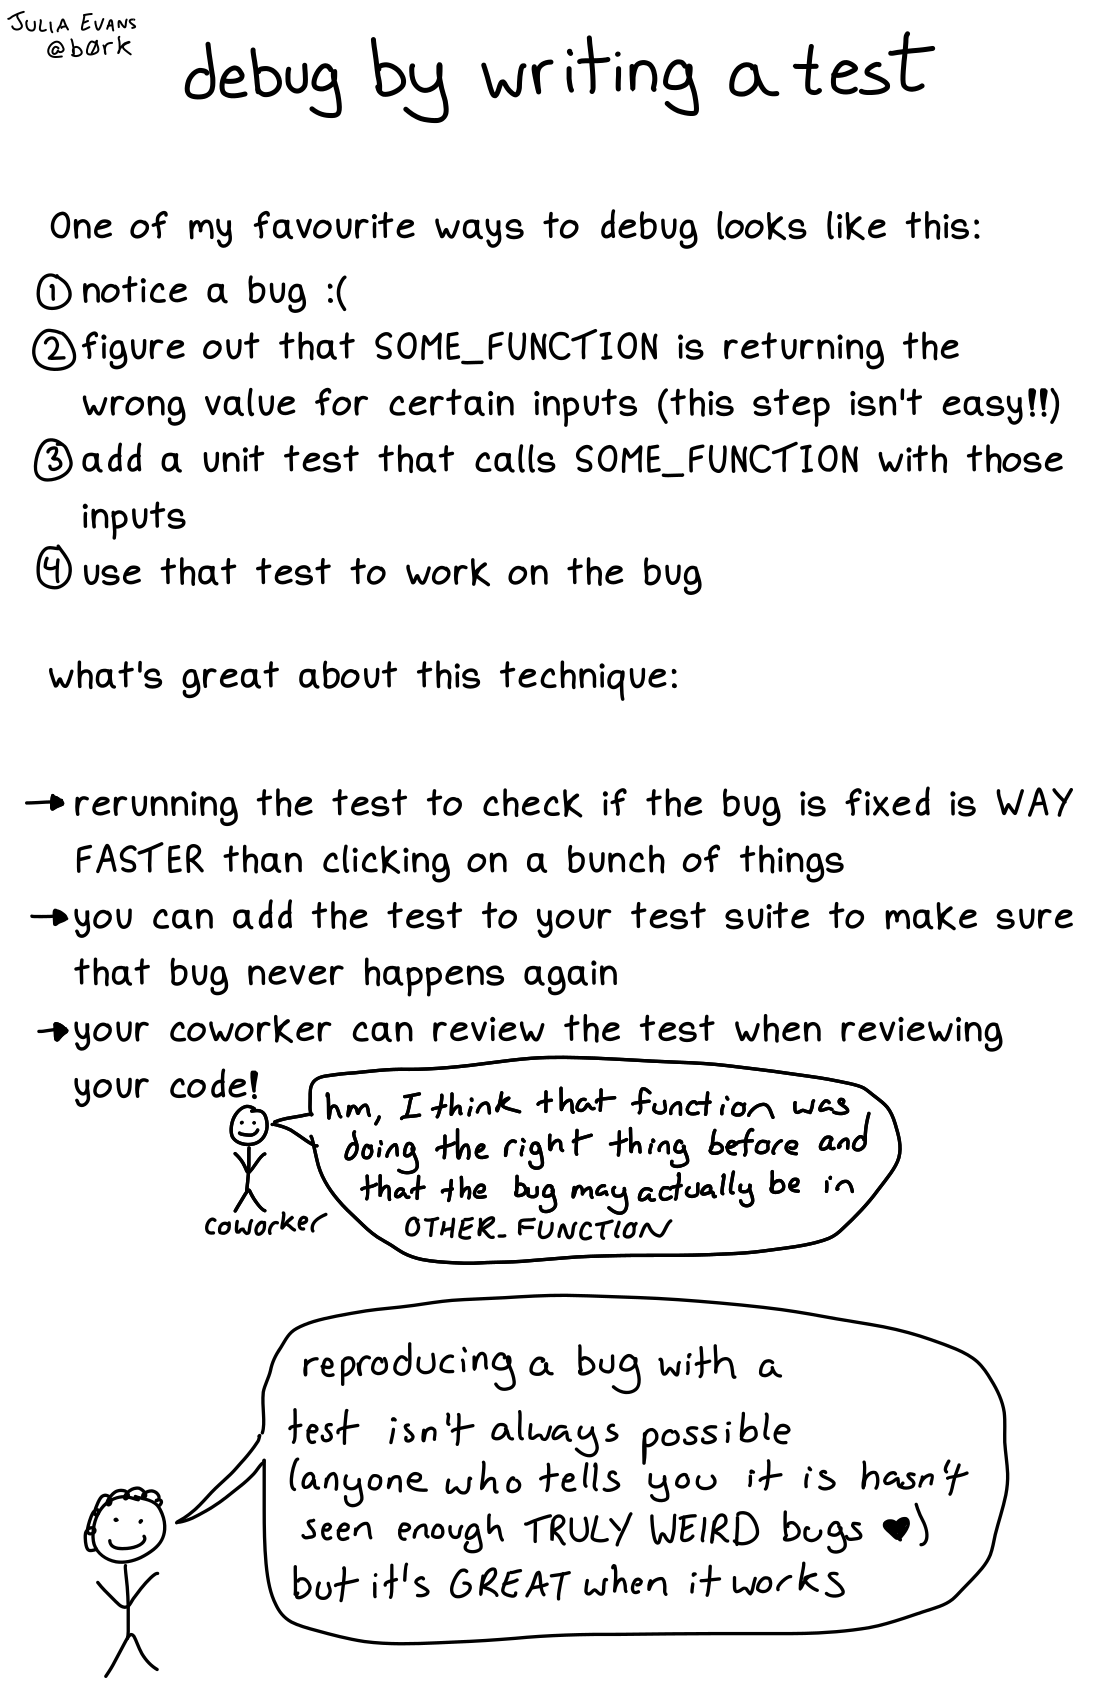 JULIA EVANS
@børk
debug by writing a test
One of my favourite ways to debug looks like this:
① notice a bug :(
② figure out that SOME_FUNCTION is returning the
wrong value for certain inputs (this step isn't easy!!)
③ add a unit test that calls SOME_FUNCTION with those
inputs
④ use that test to work on the bug
what's great about this technique:
→ rerunning the test to check if the bug is fixed is WAY
FASTER than clicking on a bunch of things
→ you can add the test to your test suite to make sure
that bug never happens again
→ your coworker can review the test when reviewing
your code!
hm, I think that function was
doing the right thing before and
that the bug may actually be in
OTHER_FUNCTION
coworker
reproducing a bug with a
test isn't always possible
(anyone who tells you it is hasn't
seen enough TRULY WEIRD bugs ♥)
but it's GREAT when it works